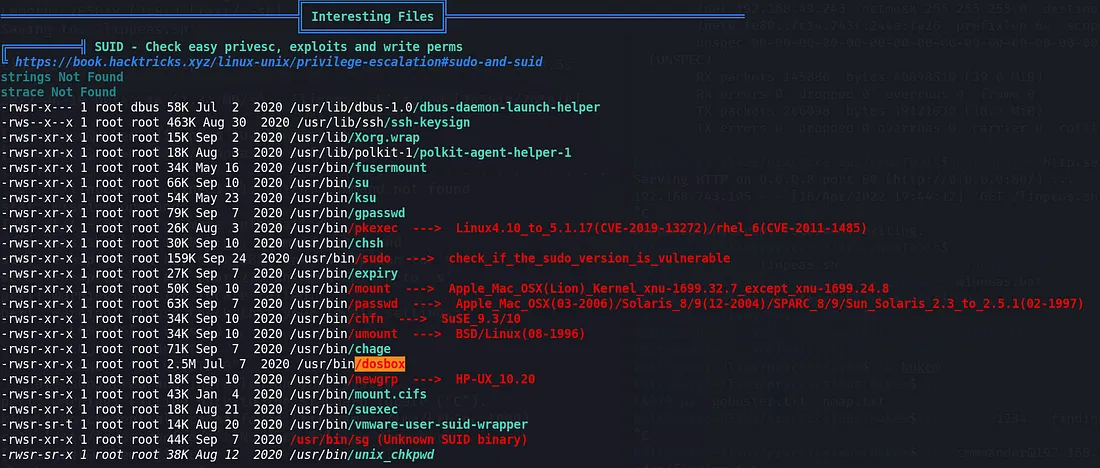 Interesting Files
SUID - Check easy privesc, exploits and write perms
https://book.hacktricks.xyz/linux-unix/privilege-escalation#sudo-and-suid
strings Not Found
strace Not Found
-rwsr-x--- 1 root dbus 58K Jul  2  2020 /usr/lib/dbus-1.0/dbus-daemon-launch-helper
-rws--x--x 1 root root 463K Aug 30  2020 /usr/lib/ssh/ssh-keysign
-rwsr-xr-x 1 root root 15K Sep  2  2020 /usr/lib/Xorg.wrap
-rwsr-xr-x 1 root root 18K Aug  3  2020 /usr/lib/polkit-1/polkit-agent-helper-1
-rwsr-xr-x 1 root root 34K May 16  2020 /usr/bin/fusermount
-rwsr-xr-x 1 root root 66K Sep 10  2020 /usr/bin/su
-rwsr-xr-x 1 root root 54K May 23  2020 /usr/bin/ksu
-rwsr-xr-x 1 root root 79K Sep  7  2020 /usr/bin/gpasswd
-rwsr-xr-x 1 root root 26K Aug  3  2020 /usr/bin/pkexec  --->  Linux4.10_to_5.1.17(CVE-2019-13272)/rhel_6(CVE-2011-1485)
-rwsr-xr-x 1 root root 30K Sep 10  2020 /usr/bin/chsh
-rwsr-xr-x 1 root root 159K Sep 24  2020 /usr/bin/sudo  --->  check_if_the_sudo_version_is_vulnerable
-rwsr-xr-x 1 root root 27K Sep  7  2020 /usr/bin/expiry
-rwsr-xr-x 1 root root 50K Sep 10  2020 /usr/bin/mount  --->  Apple_Mac_OSX(Lion)_Kernel_xnu-1699.32.7_except_xnu-1699.24.8
-rwsr-xr-x 1 root root 63K Sep  7  2020 /usr/bin/passwd  --->  Apple_Mac_OSX(03-2006)/Solaris_8/9(12-2004)/SPARC_8/9/Sun_Solaris_2.3_to_2.5.1(02-1997)
-rwsr-xr-x 1 root root 34K Sep 10  2020 /usr/bin/chfn  --->  SuSE_9.3/10
-rwsr-xr-x 1 root root 34K Sep 10  2020 /usr/bin/umount  --->  BSD/Linux(08-1996)
-rwsr-xr-x 1 root root 71K Sep  7  2020 /usr/bin/chage
-rwsr-xr-x 1 root root 2.5M Jul  7  2020 /usr/bin/dosbox
-rwsr-xr-x 1 root root 18K Sep 10  2020 /usr/bin/newgrp  --->  HP-UX_10.20
-rwsr-xr-x 1 root root 43K Jan  4  2020 /usr/bin/mount.cifs
-rwsr-xr-x 1 root root 18K Aug 21  2020 /usr/bin/suexec
-rwsr-sr-t 1 root root 14K Aug 20  2020 /usr/bin/vmware-user-suid-wrapper
-rwsr-xr-x 1 root root 44K Sep  7  2020 /usr/bin/sg (Unknown SUID binary)
-rwsr-sr-x 1 root root 38K Aug 12  2020 /usr/bin/unix_chkpwd